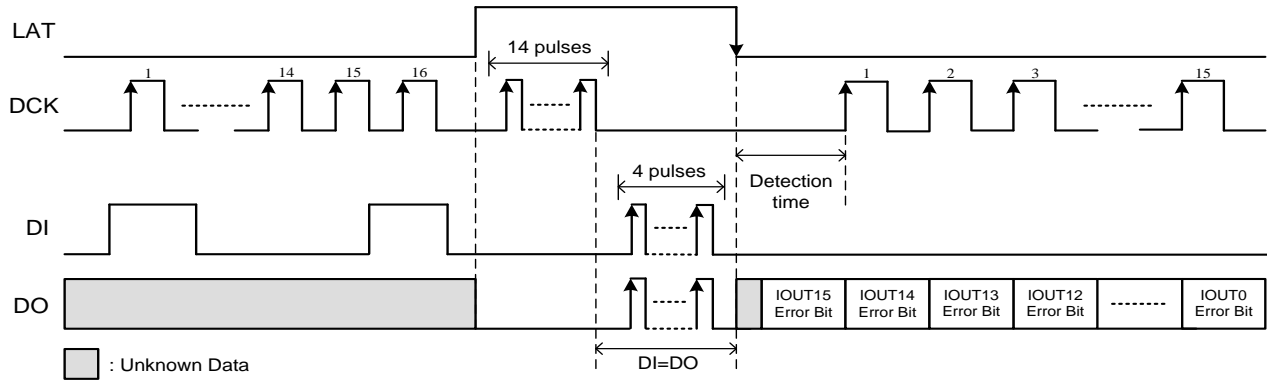 LAT
14 pulses
1 14 15 16 1 2 3 15
DCK
4 pulses
Detection
time
DI
DO
IOUT15 IOUT14 IOUT13 IOUT12 IOUT0
Error Bit Error Bit Error Bit Error Bit Error Bit
: Unknown Data
DI=DO